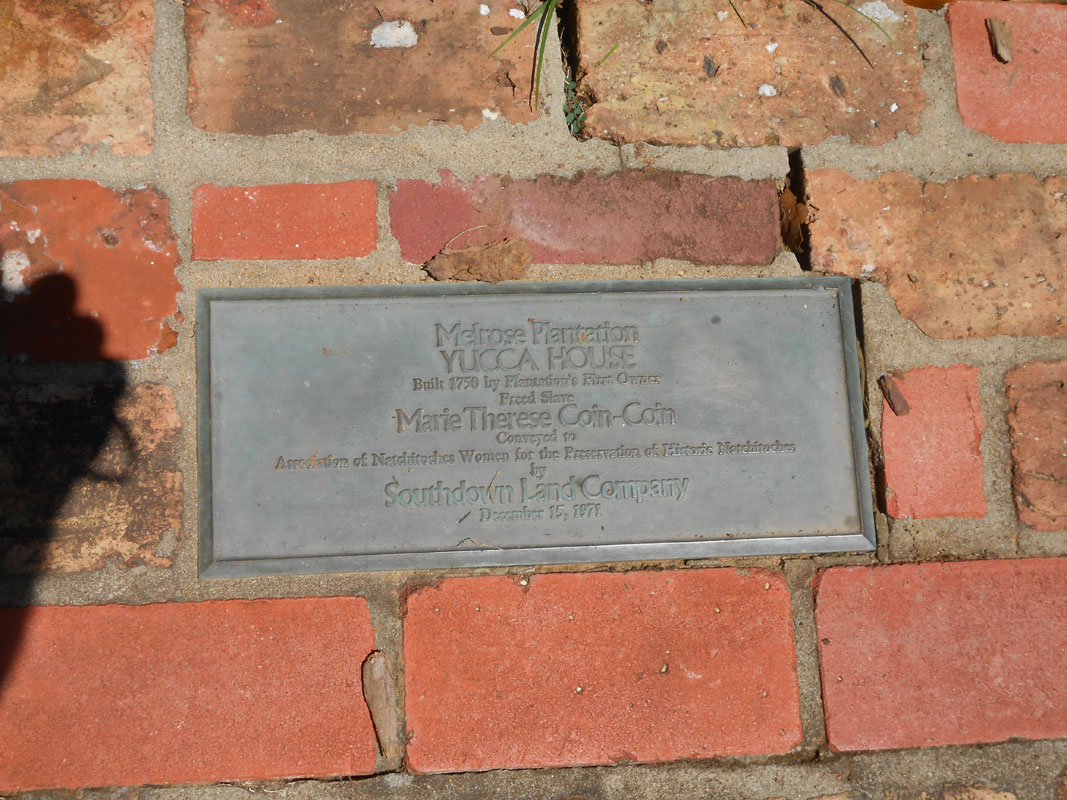 Melrose Plantation
YUCCA HOUSE
Built 1750 by Plantation's First Owner
Freed Slave
Marie Therese Coin-Coin
Conveyed to
Association of Natchitoches Women for the Preservation of Historic Natchitoches
by
Southdown Land Company
December 15, 1971